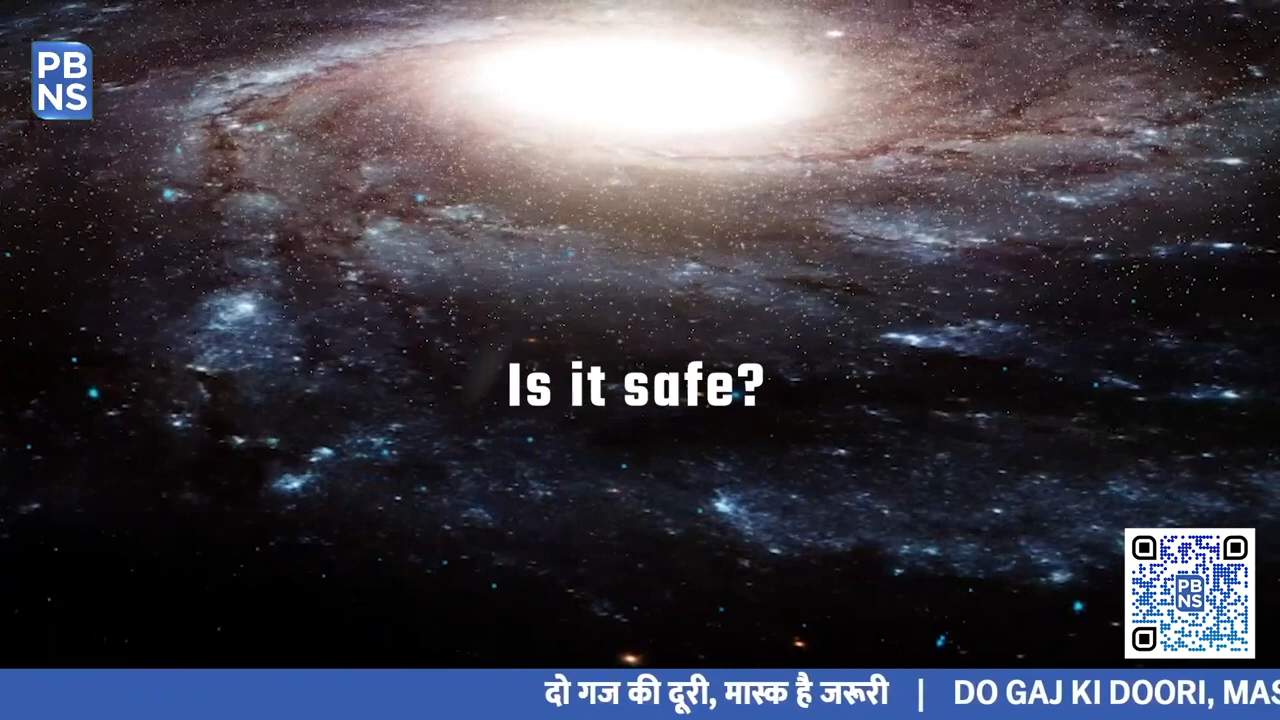 PB
NS
Is it safe?
PB
NS
दो गज की दूरी, मास्क है जरूरी | DO GAJ KI DOORI, MAS